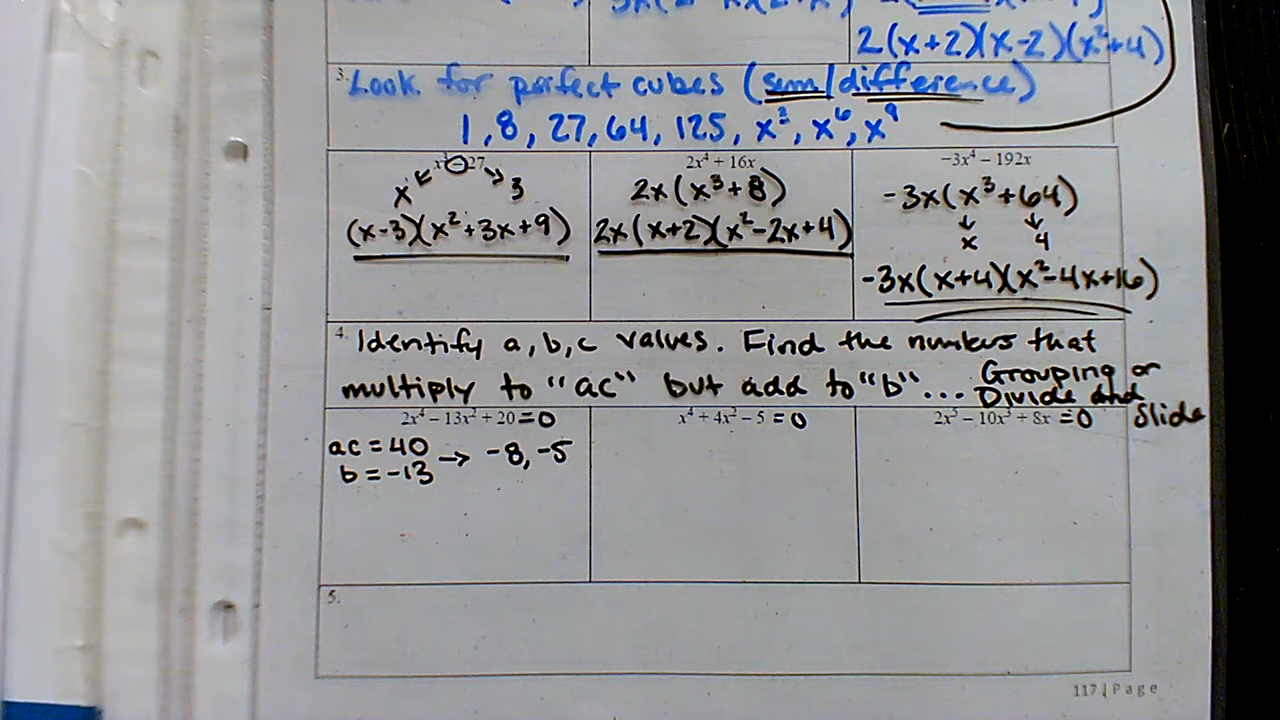 2(x+2)(x-2)(x²+4)
3. Look for perfect cubes (sum/difference)
1, 8, 27, 64, 125, x³, x⁶, x⁹
x³ - 27
x 3
(x-3)(x²+3x+9)
2x⁴ + 16x
2x(x³+8)
2x(x+2)(x²-2x+4)
-3x⁴ - 192x
-3x(x³+64)
x 4
-3x(x+4)(x²-4x+16)
4. Identify a, b, c values. Find the numbers that
multiply to "ac" but add to "b"... Grouping or
Divide and
Slide
2x⁴ - 13x² + 20 = 0
ac = 40
b = -13 → -8, -5
x⁴ + 4x² - 5 = 0
2x⁵ - 10x³ + 8x = 0
5.
117 | Page